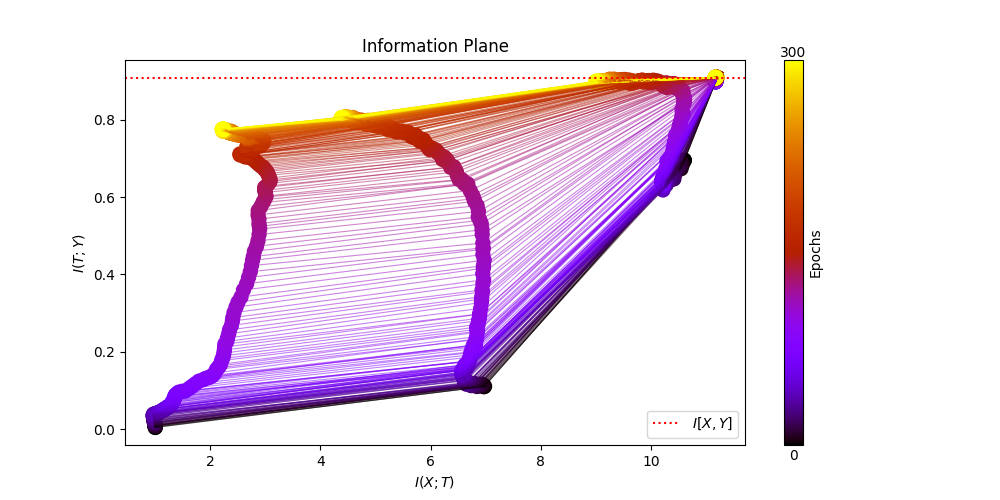 Information Plane
300
0.8
0.6
0.4
0.2
0.0
I(T; Y)
2
4
6
8
10
I(X; T)
I[X, Y]
Epochs
0